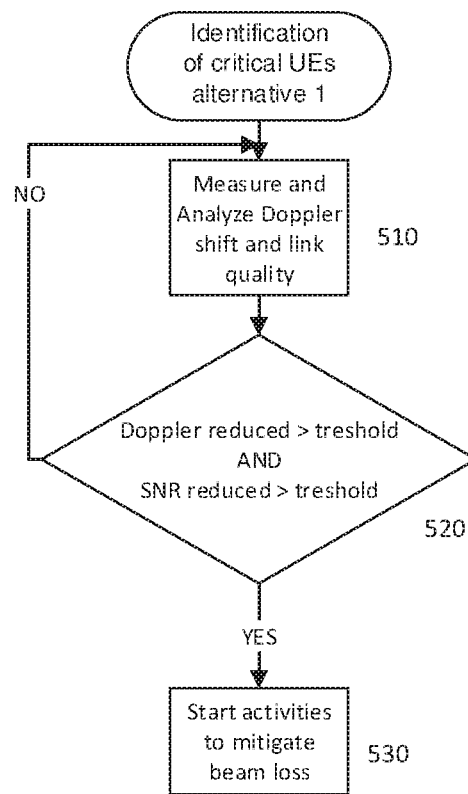 Identification
of critical UEs
alternative 1
NO
Measure and
Analyze Doppler
shift and link
quality
510
Doppler reduced > treshold
AND
SNR reduced > treshold
520
YES
Start activities
to mitigate
beam loss
530